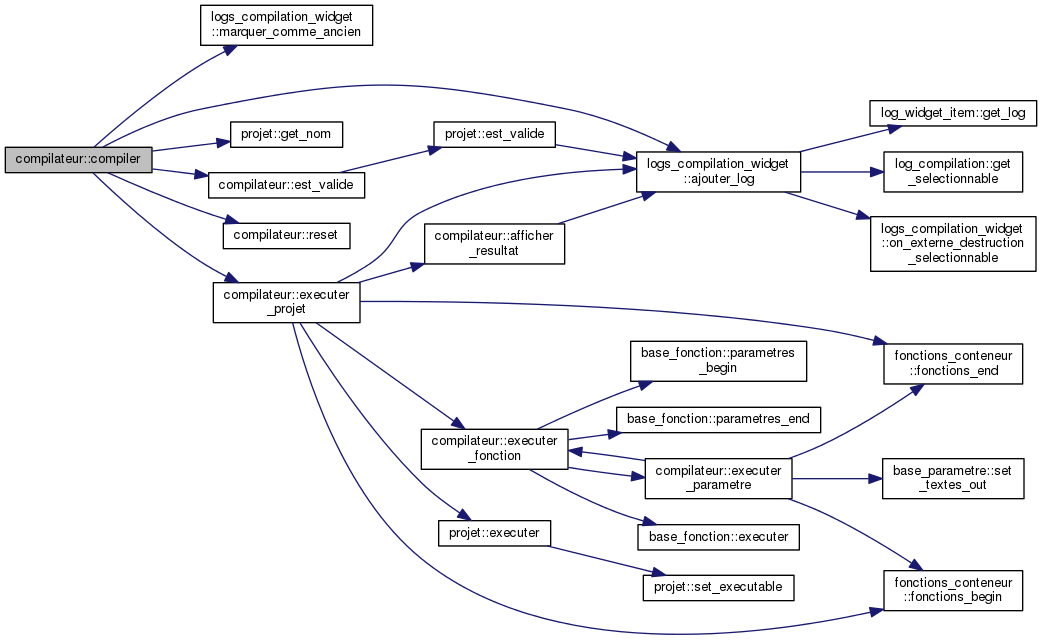 logs_compilation_widget
::marquer_comme_ancien
compilateur::compiler
projet::get_nom
compilateur::est_valide
compilateur::reset
compilateur::executer
_projet
projet::est_valide
compilateur::afficher
_resultat
compilateur::executer
_fonction
projet::executer
logs_compilation_widget
::ajouter_log
base_fonction::parametres
_begin
base_fonction::parametres_end
compilateur::executer
_parametre
base_fonction::executer
projet::set_executable
log_widget_item::get_log
log_compilation::get
_selectionnable
logs_compilation_widget
::on_externe_destruction
_selectionnable
fonctions_conteneur
::fonctions_end
base_parametre::set
_textes_out
fonctions_conteneur
::fonctions_begin